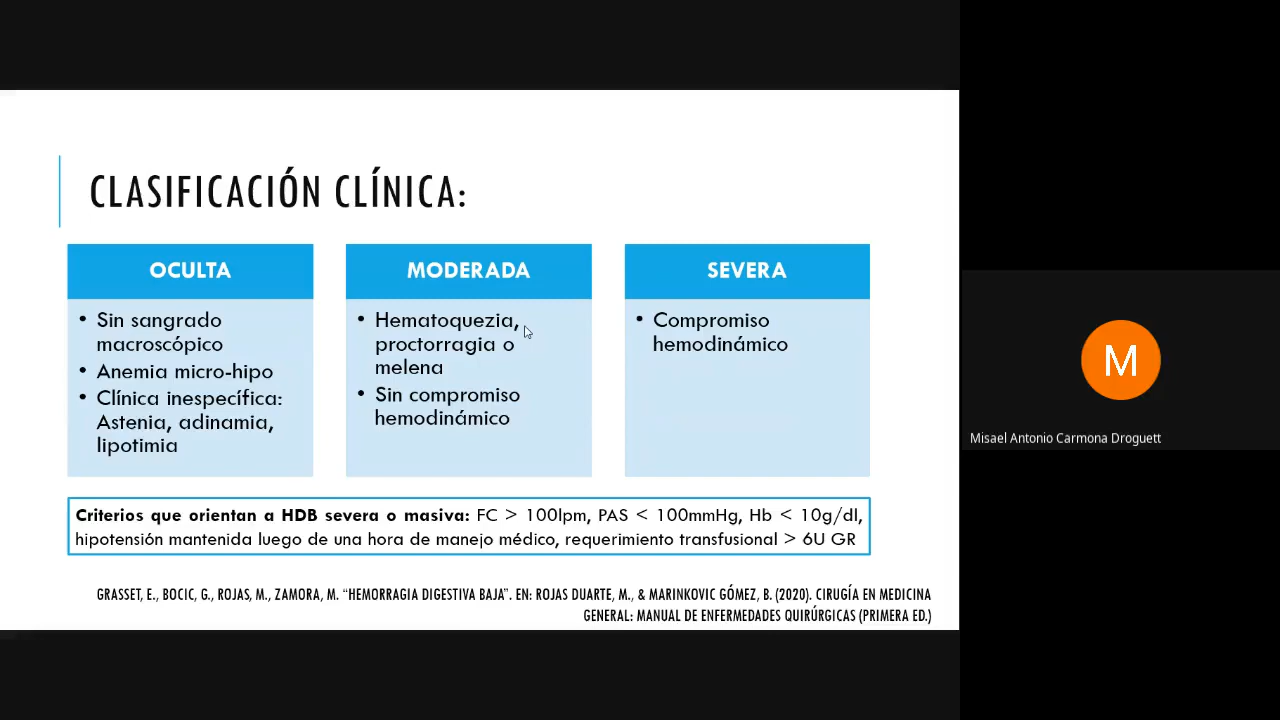 CLASIFICACIÓN CLÍNICA:
OCULTA
• Sin sangrado
macroscópico
• Anemia micro-hipo
• Clínica inespecífica:
Astenia, adinamia,
lipotimia
MODERADA
• Hematoquezia,
proctorragia o
melena
• Sin compromiso
hemodinámico
SEVERA
• Compromiso
hemodinámico
Criterios que orientan a HDB severa o masiva: FC > 100lpm, PAS < 100mmHg, Hb < 10g/dl,
hipotensión mantenida luego de una hora de manejo médico, requerimiento transfusional > 6U GR
GRASSET, E., BOCIC, G., ROJAS, M., ZAMORA, M. “HEMORRAGIA DIGESTIVA BAJA”. EN: ROJAS DUARTE, M., & MARINKOVIC GÓMEZ, B. (2020). CIRUGÍA EN MEDICINA
GENERAL: MANUAL DE ENFERMEDADES QUIRÚRGICAS (PRIMERA ED.)
M
Misael Antonio Carmona Droguett